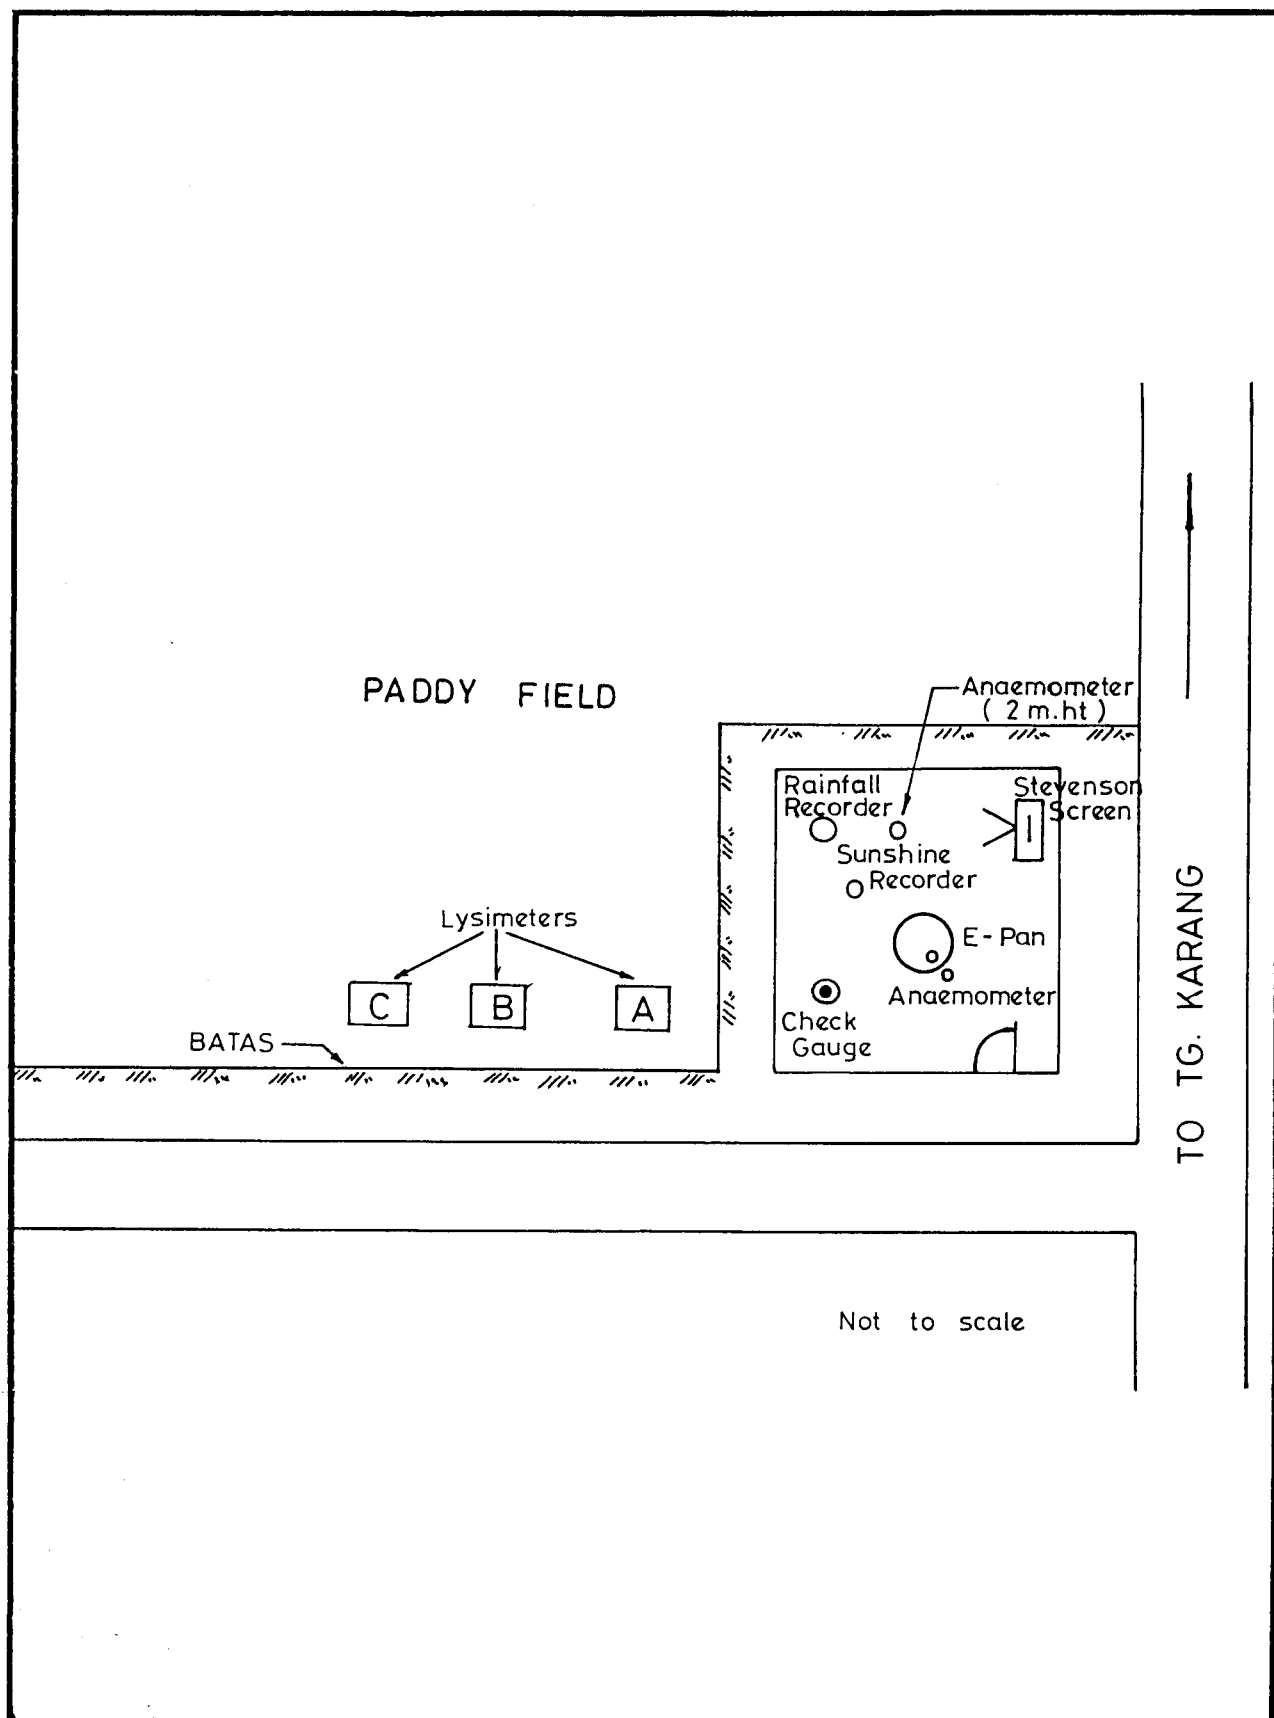 PADDY FIELD
Anaemometer
( 2 m.ht )
Rainfall
Recorder
Stevenson
Screen
Sunshine
Recorder
Lysimeters
E - Pan
C
B
A
Anaemometer
Check
Gauge
BATAS
TO TG. KARANG
Not to scale